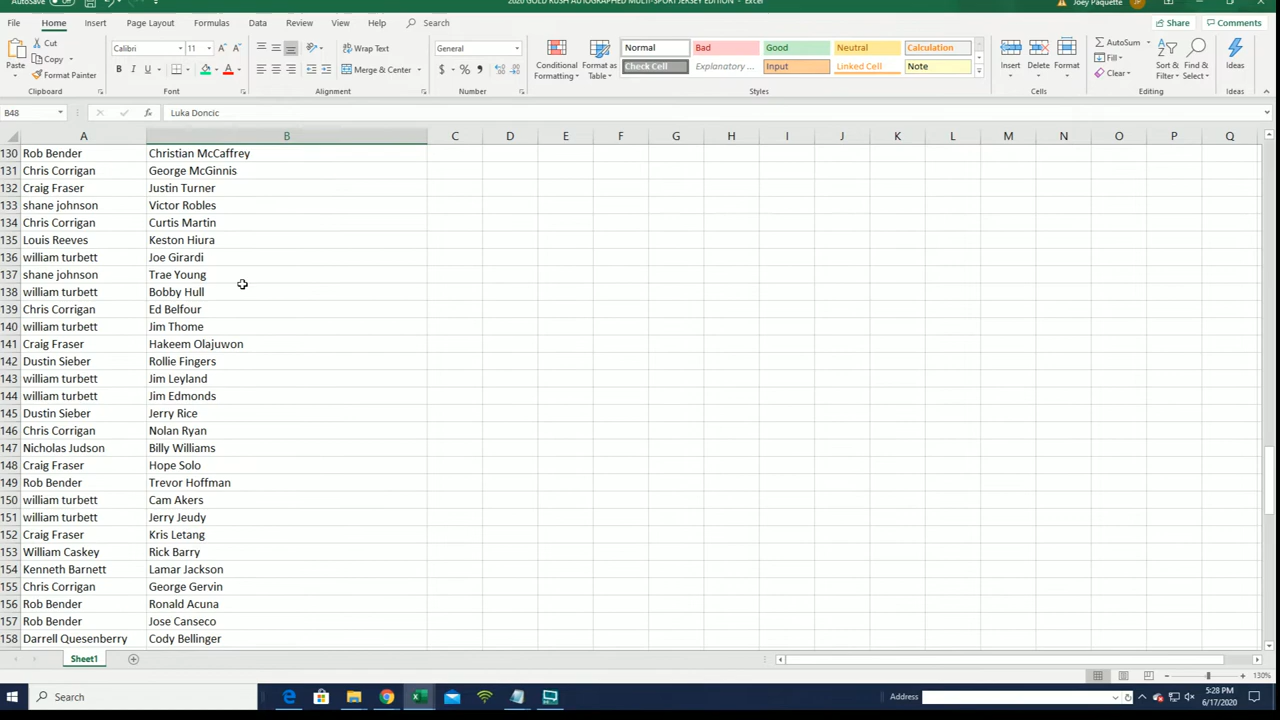 AutoSave
2020 GOLD RUSH AUTOGRAPHED MULTI-SPORT JERSEY EDITION - Excel
Joey Paquette JP
File Home Insert Page Layout Formulas Data Review View Help Search
Share Comments
Paste Cut Copy Format Painter
Clipboard
Calibri 11 A A B I U
Font
Wrap Text
Merge & Center
Alignment
General
$ % ,
Number
Conditional Formatting
Format as Table
Normal Bad Good Neutral Calculation
Check Cell Explanatory ... Input Linked Cell Note
Styles
Insert Delete Format
Cells
AutoSum
Fill
Clear
Sort & Filter
Find & Select
Editing
Ideas
Ideas
B48 fx Luka Doncic
A B C D E F G H I J K L M N O P Q
130 Rob Bender Christian McCaffrey
131 Chris Corrigan George McGinnis
132 Craig Fraser Justin Turner
133 shane johnson Victor Robles
134 Chris Corrigan Curtis Martin
135 Louis Reeves Keston Hiura
136 william turbett Joe Girardi
137 shane johnson Trae Young
138 william turbett Bobby Hull
139 Chris Corrigan Ed Belfour
140 william turbett Jim Thome
141 Craig Fraser Hakeem Olajuwon
142 Dustin Sieber Rollie Fingers
143 william turbett Jim Leyland
144 william turbett Jim Edmonds
145 Dustin Sieber Jerry Rice
146 Chris Corrigan Nolan Ryan
147 Nicholas Judson Billy Williams
148 Craig Fraser Hope Solo
149 Rob Bender Trevor Hoffman
150 william turbett Cam Akers
151 william turbett Jerry Jeudy
152 Craig Fraser Kris Letang
153 William Caskey Rick Barry
154 Kenneth Barnett Lamar Jackson
155 Chris Corrigan George Gervin
156 Rob Bender Ronald Acuna
157 Rob Bender Jose Canseco
158 Darrell Quesenberry Cody Bellinger
Sheet1
130%
Search
Address
5:28 PM
6/17/2020